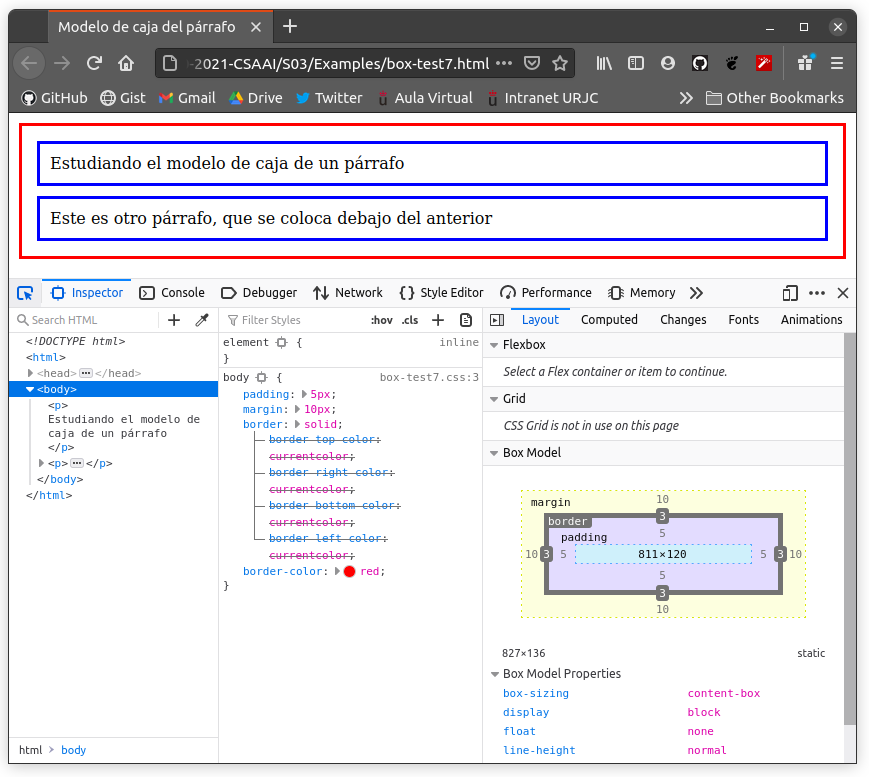 Modelo de caja del párrafo
-2021-CSAAI/S03/Examples/box-test7.html
GitHub Gist Gmail Drive Twitter Aula Virtual Intranet URJC Other Bookmarks
Estudiando el modelo de caja de un párrafo
Este es otro párrafo, que se coloca debajo del anterior
Inspector Console Debugger Network Style Editor Performance Memory
Search HTML
<!DOCTYPE html>
<html>
<head></head>
<body>
<p>
Estudiando el modelo de
caja de un párrafo
</p>
<p></p>
</body>
</html>
html body
Filter Styles :hov .cls
element { inline
}
body { box-test7.css:3
padding: 5px;
margin: 10px;
border: solid;
border-top-color:
currentcolor;
border-right-color:
currentcolor;
border-bottom-color:
currentcolor;
border-left-color:
currentcolor;
border-color: red;
}
Layout Computed Changes Fonts Animations
Flexbox
Select a Flex container or item to continue.
Grid
CSS Grid is not in use on this page
Box Model
margin 10
border 3
padding 5
10 3 5 811×120 5 3 10
5
3
10
827×136 static
Box Model Properties
box-sizing content-box
display block
float none
line-height normal